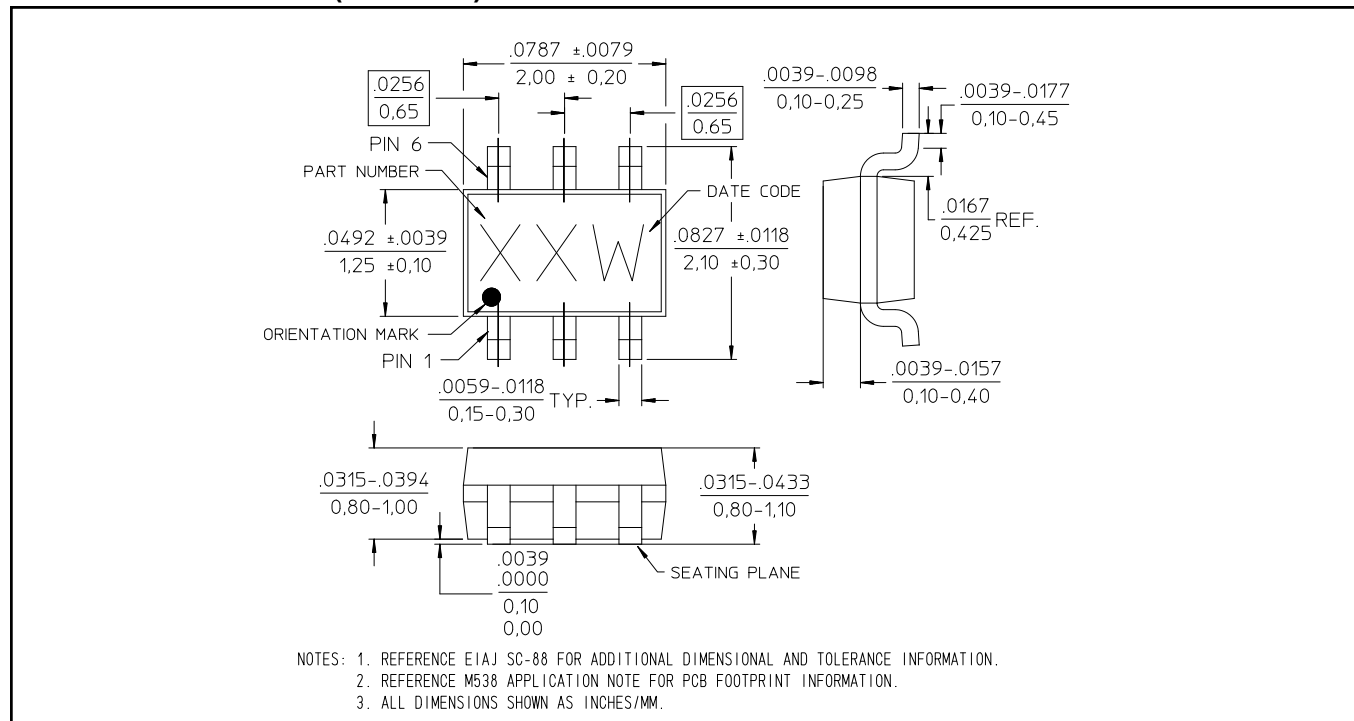 .0787 ±.0079
2,00 ± 0,20
.0256
0,65
.0256
0.65
.0039-.0098
0,10-0,25
.0039-.0177
0,10-0,45
PIN 6
PART NUMBER
DATE CODE
.0167
0,425
REF.
.0492 ±.0039
1,25 ±0,10
XXW
.0827 ±.0118
2,10 ±0,30
ORIENTATION MARK
PIN 1
.0059-.0118
0,15-0,30
TYP.
.0039-.0157
0,10-0,40
.0315-.0394
0,80-1,00
.0315-.0433
0,80-1,10
.0039
.0000
0,10
0,00
SEATING PLANE
NOTES: 1. REFERENCE EIAJ SC-88 FOR ADDITIONAL DIMENSIONAL AND TOLERANCE INFORMATION.
2. REFERENCE M538 APPLICATION NOTE FOR PCB FOOTPRINT INFORMATION.
3. ALL DIMENSIONS SHOWN AS INCHES/MM.